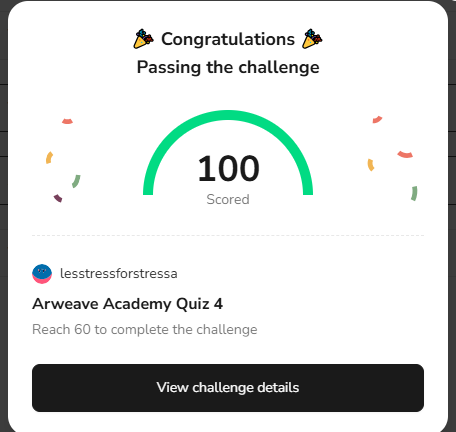 Congratulations
Passing the challenge
100
Scored
lesstressforstressa
Arweave Academy Quiz 4
Reach 60 to complete the challenge
View challenge details